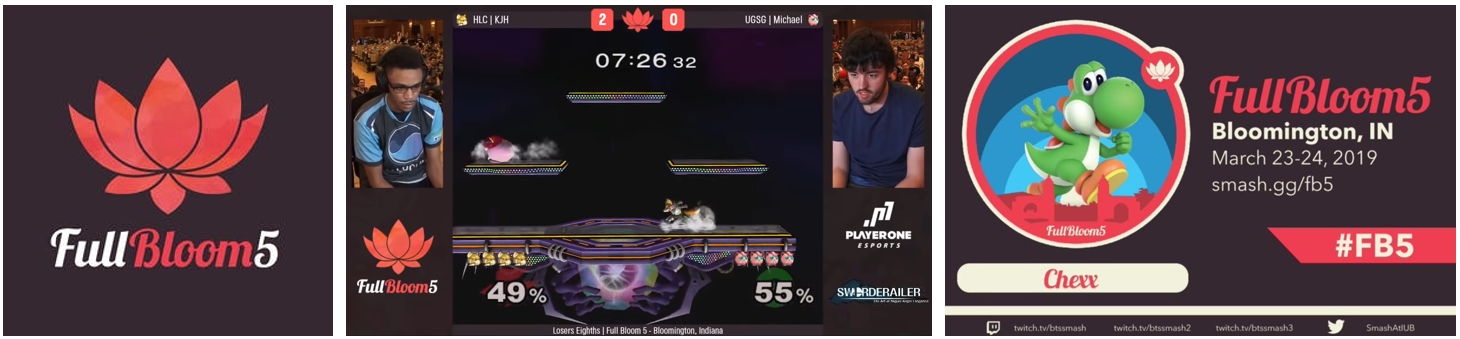 FullBloom5
HLC | KJH
2
0
UGSG | Michael
07:26 32
FullBloom5
49%
55%
PLAYERONE
ESPORTS
SWORDERAILER
Losers Eighths | Full Bloom 5 - Bloomington, Indiana
FullBloom5
Chexx
FullBloom5
Bloomington, IN
March 23-24, 2019
smash.gg/fb5
#FB5
twitch.tv/btssmash
twitch.tv/btssmash2
twitch.tv/btssmash3
SmashAtIUB